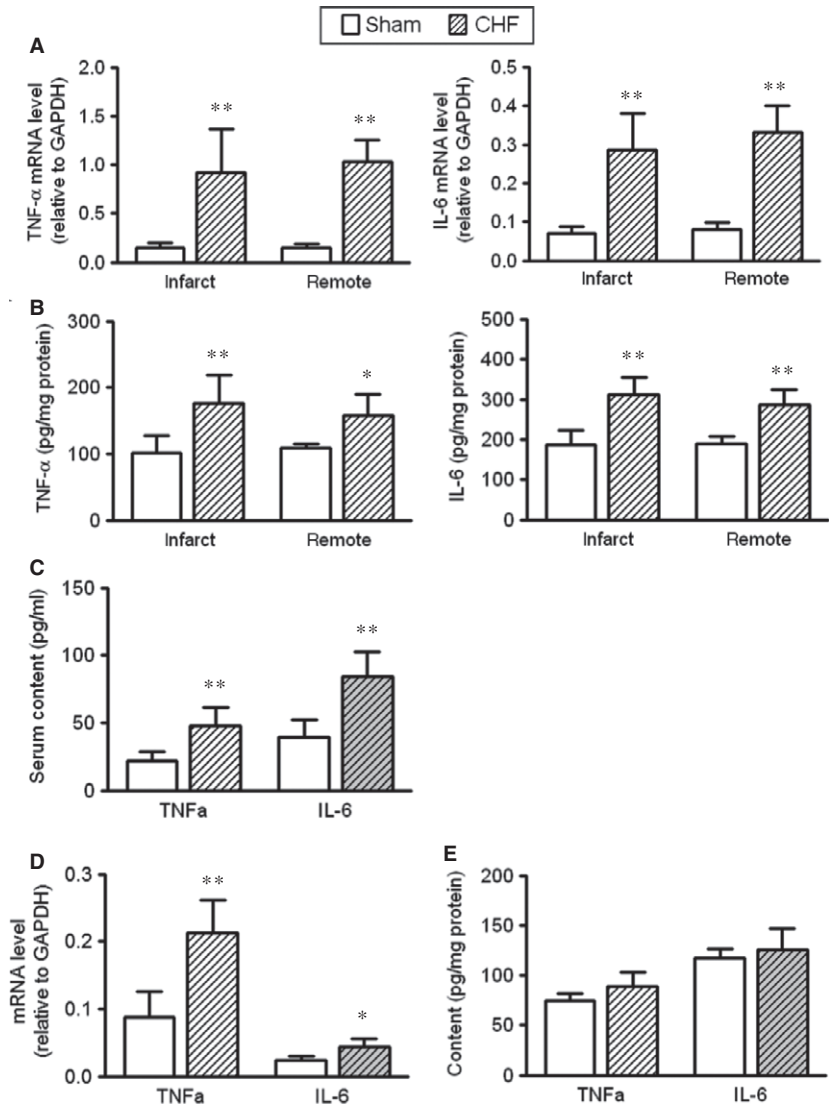 Sham CHF
A
TNF-α mRNA level
(relative to GAPDH)
2.0
1.5
1.0
0.5
0.0
**
**
Infarct Remote
IL-6 mRNA level
(relative to GAPDH)
0.5
0.4
0.3
0.2
0.1
0.0
**
**
Infarct Remote
B
TNF-α (pg/mg protein)
300
200
100
0
**
*
Infarct Remote
IL-6 (pg/mg protein)
500
400
300
200
100
0
**
**
Infarct Remote
C
Serum content (pg/ml)
150
100
50
0
**
**
TNFa IL-6
D
mRNA level
(relative to GAPDH)
0.3
0.2
0.1
0.0
**
*
TNFa IL-6
E
Content (pg/mg protein)
200
150
100
50
0
TNFa IL-6